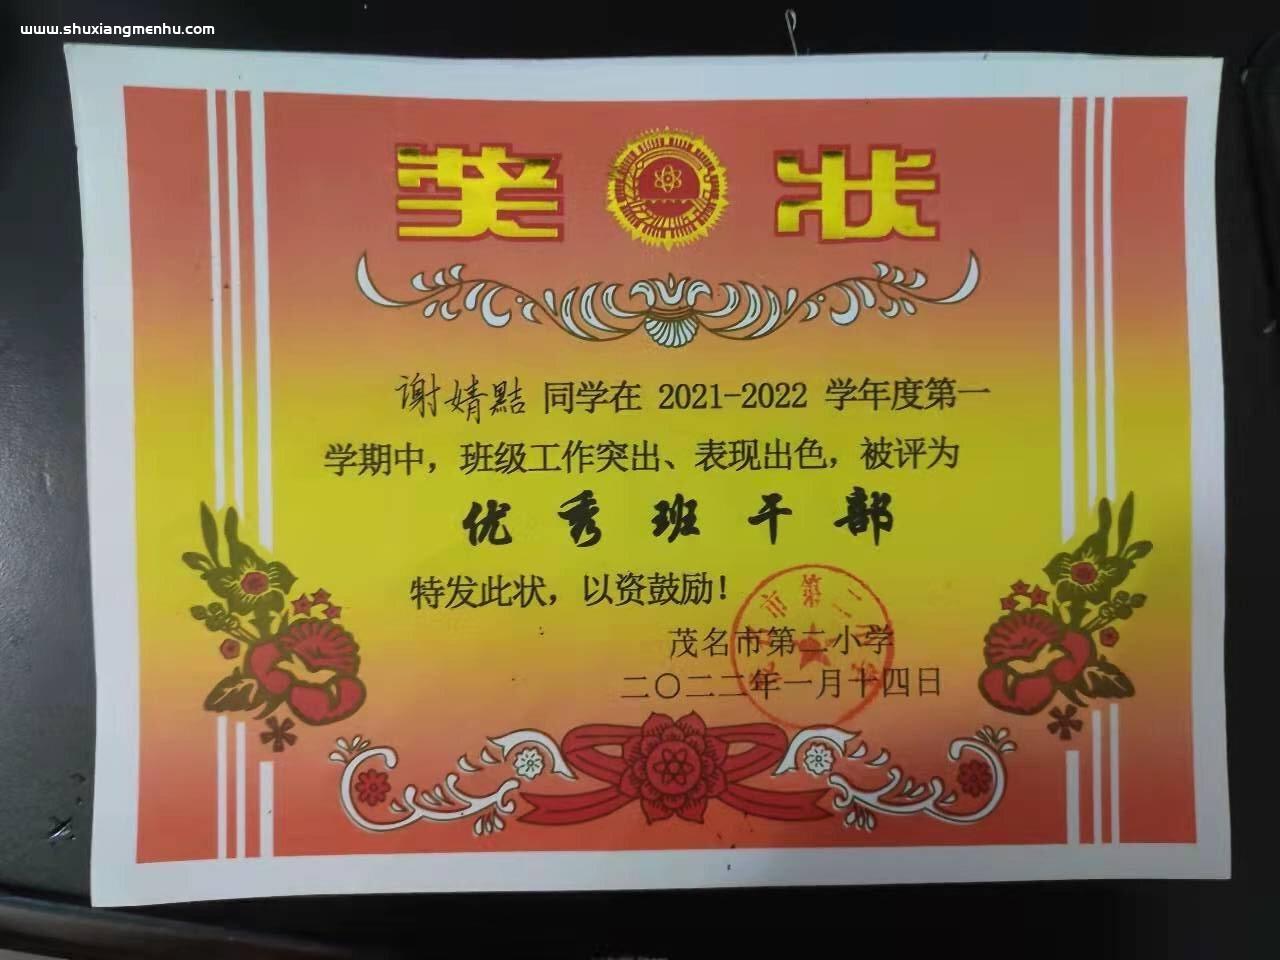 www.shuxiangmenhu.com
奖状
谢婧點 同学在 2021-2022 学年度第一
学期中，班级工作突出、表现出色，被评为
优秀班干部
特发此状，以资鼓励！
茂名市第二小学
二〇二二年一月十四日